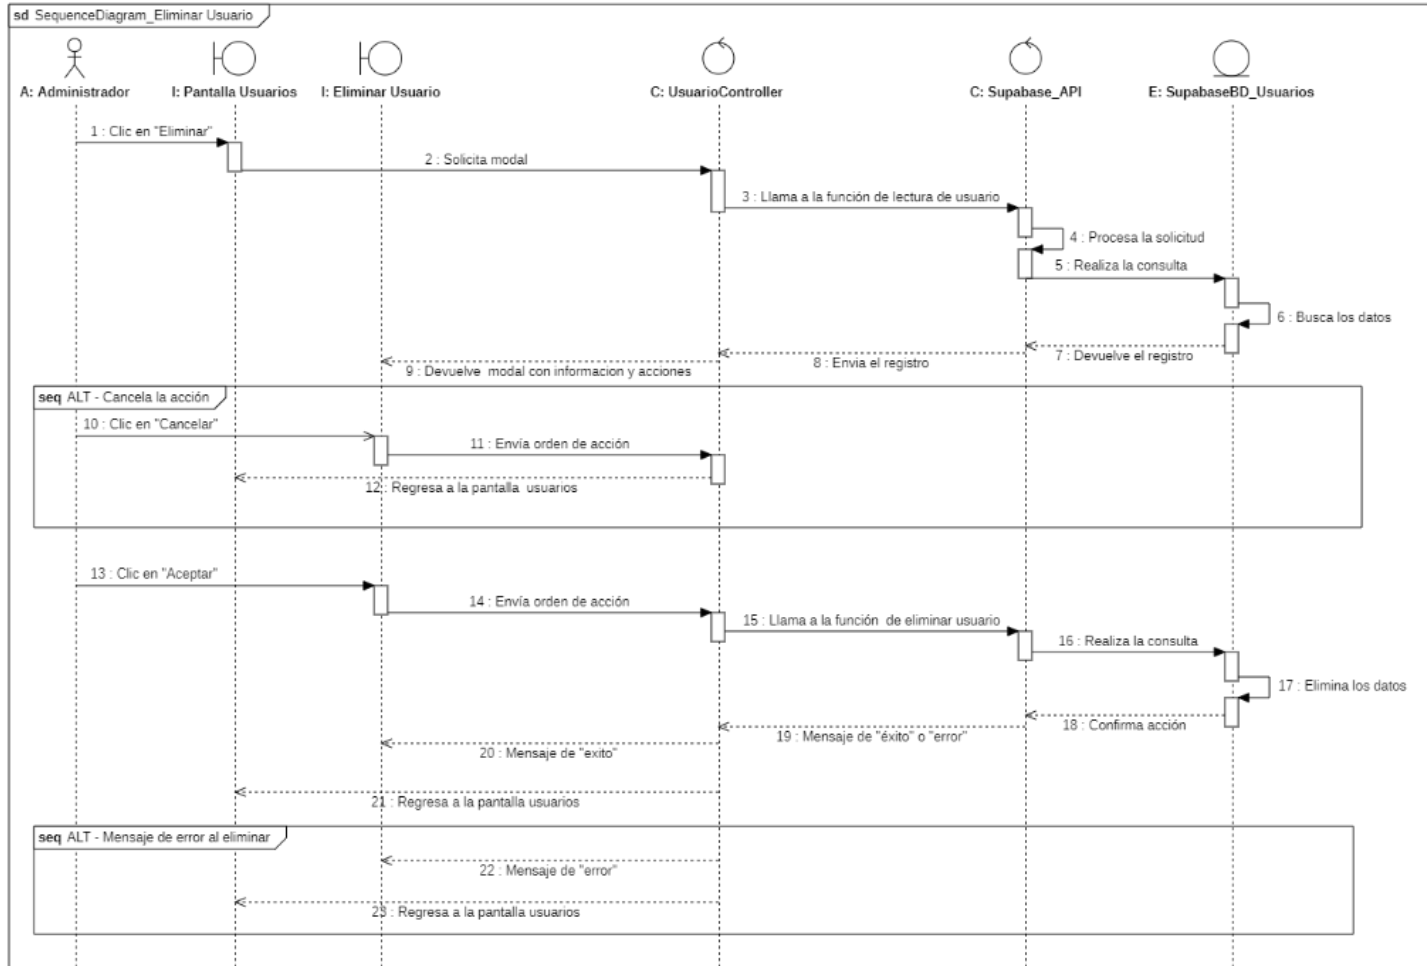 sd SequenceDiagram_Eliminar Usuario
A: Administrador
I: Pantalla Usuarios
I: Eliminar Usuario
C: UsuarioController
C: Supabase_API
E: SupabaseBD_Usuarios
1 : Clic en "Eliminar"
2 : Solicita modal
3 : Llama a la función de lectura de usuario
4 : Procesa la solicitud
5 : Realiza la consulta
6 : Busca los datos
7 : Devuelve el registro
8 : Envia el registro
9 : Devuelve modal con informacion y acciones
seq ALT - Cancela la acción
10 : Clic en "Cancelar"
11 : Envía orden de acción
12 : Regresa a la pantalla usuarios
13 : Clic en "Aceptar"
14 : Envía orden de acción
15 : Llama a la función de eliminar usuario
16 : Realiza la consulta
17 : Elimina los datos
18 : Confirma acción
19 : Mensaje de "éxito" o "error"
20 : Mensaje de "exito"
21 : Regresa a la pantalla usuarios
seq ALT - Mensaje de error al eliminar
22 : Mensaje de "error"
23 : Regresa a la pantalla usuarios